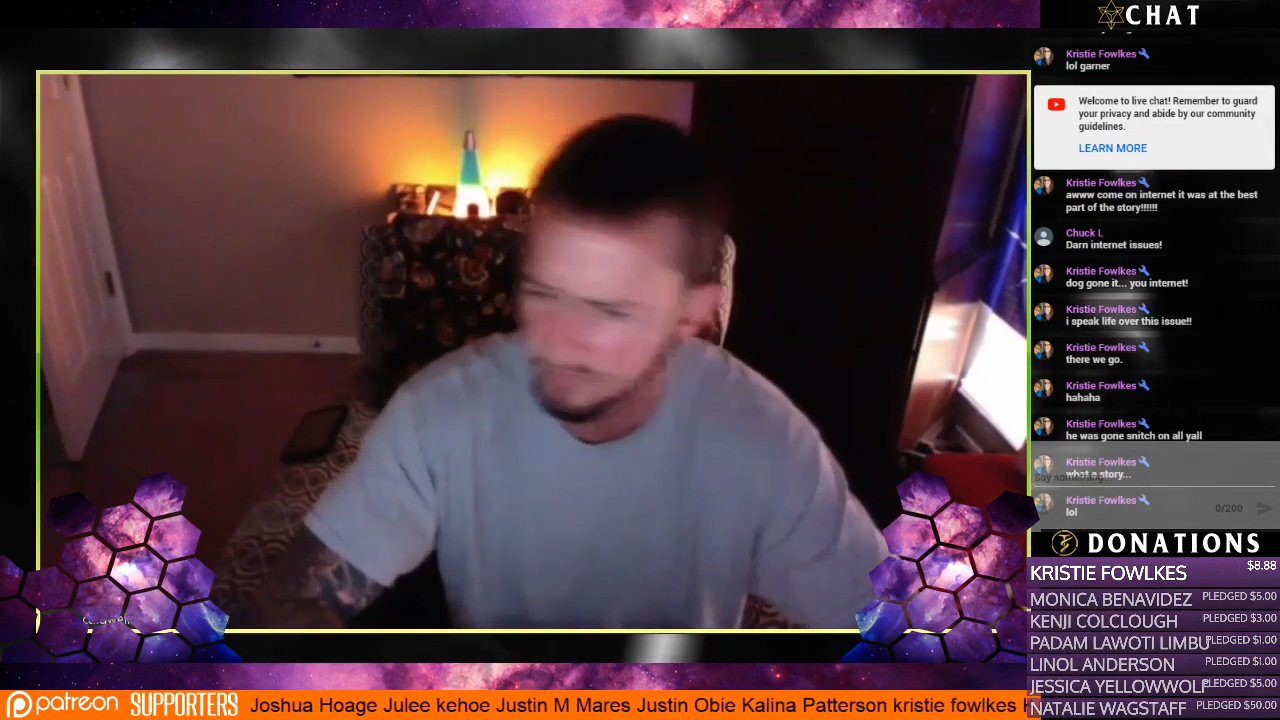 CHAT
Kristie Fowlkes
lol garner
Welcome to live chat! Remember to guard
your privacy and abide by our community
guidelines.
LEARN MORE
Kristie Fowlkes
awww come on internet it was at the best
part of the story!!!!!!
Chuck L
Darn internet issues!
Kristie Fowlkes
dog gone it... you internet!
Kristie Fowlkes
i speak life over this issue!!
Kristie Fowlkes
there we go.
Kristie Fowlkes
hahaha
Kristie Fowlkes
he was gone snitch on all yall
Kristie Fowlkes
what a story...
Say something...
Kristie Fowlkes
lol
0/200
DONATIONS
KRISTIE FOWLKES $8.88
MONICA BENAVIDEZ PLEDGED $5.00
KENJI COLCLOUGH PLEDGED $3.00
PADAM LAWOTI LIMBU PLEDGED $1.00
LINOL ANDERSON PLEDGED $1.00
JESSICA YELLOWWOLF PLEDGED $5.00
NATALIE WAGSTAFF PLEDGED $50.00
patreon SUPPORTERS Joshua Hoage Julee kehoe Justin M Mares Justin Obie Kalina Patterson kristie fowlkes